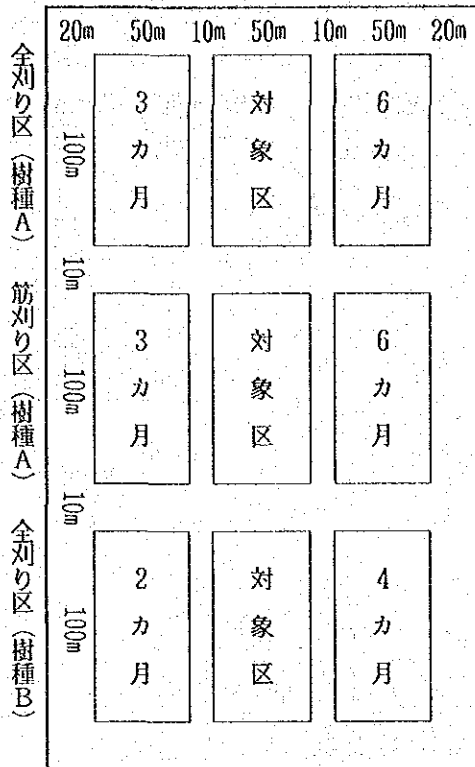 20m 50m 10m 50m 10m 50m 20m
全刈り区(樹種A)
100m
3カ月
対象区
6カ月
10m
筋刈り区(樹種A)
100m
3カ月
対象区
6カ月
10m
全刈り区(樹種B)
100m
2カ月
対象区
4カ月